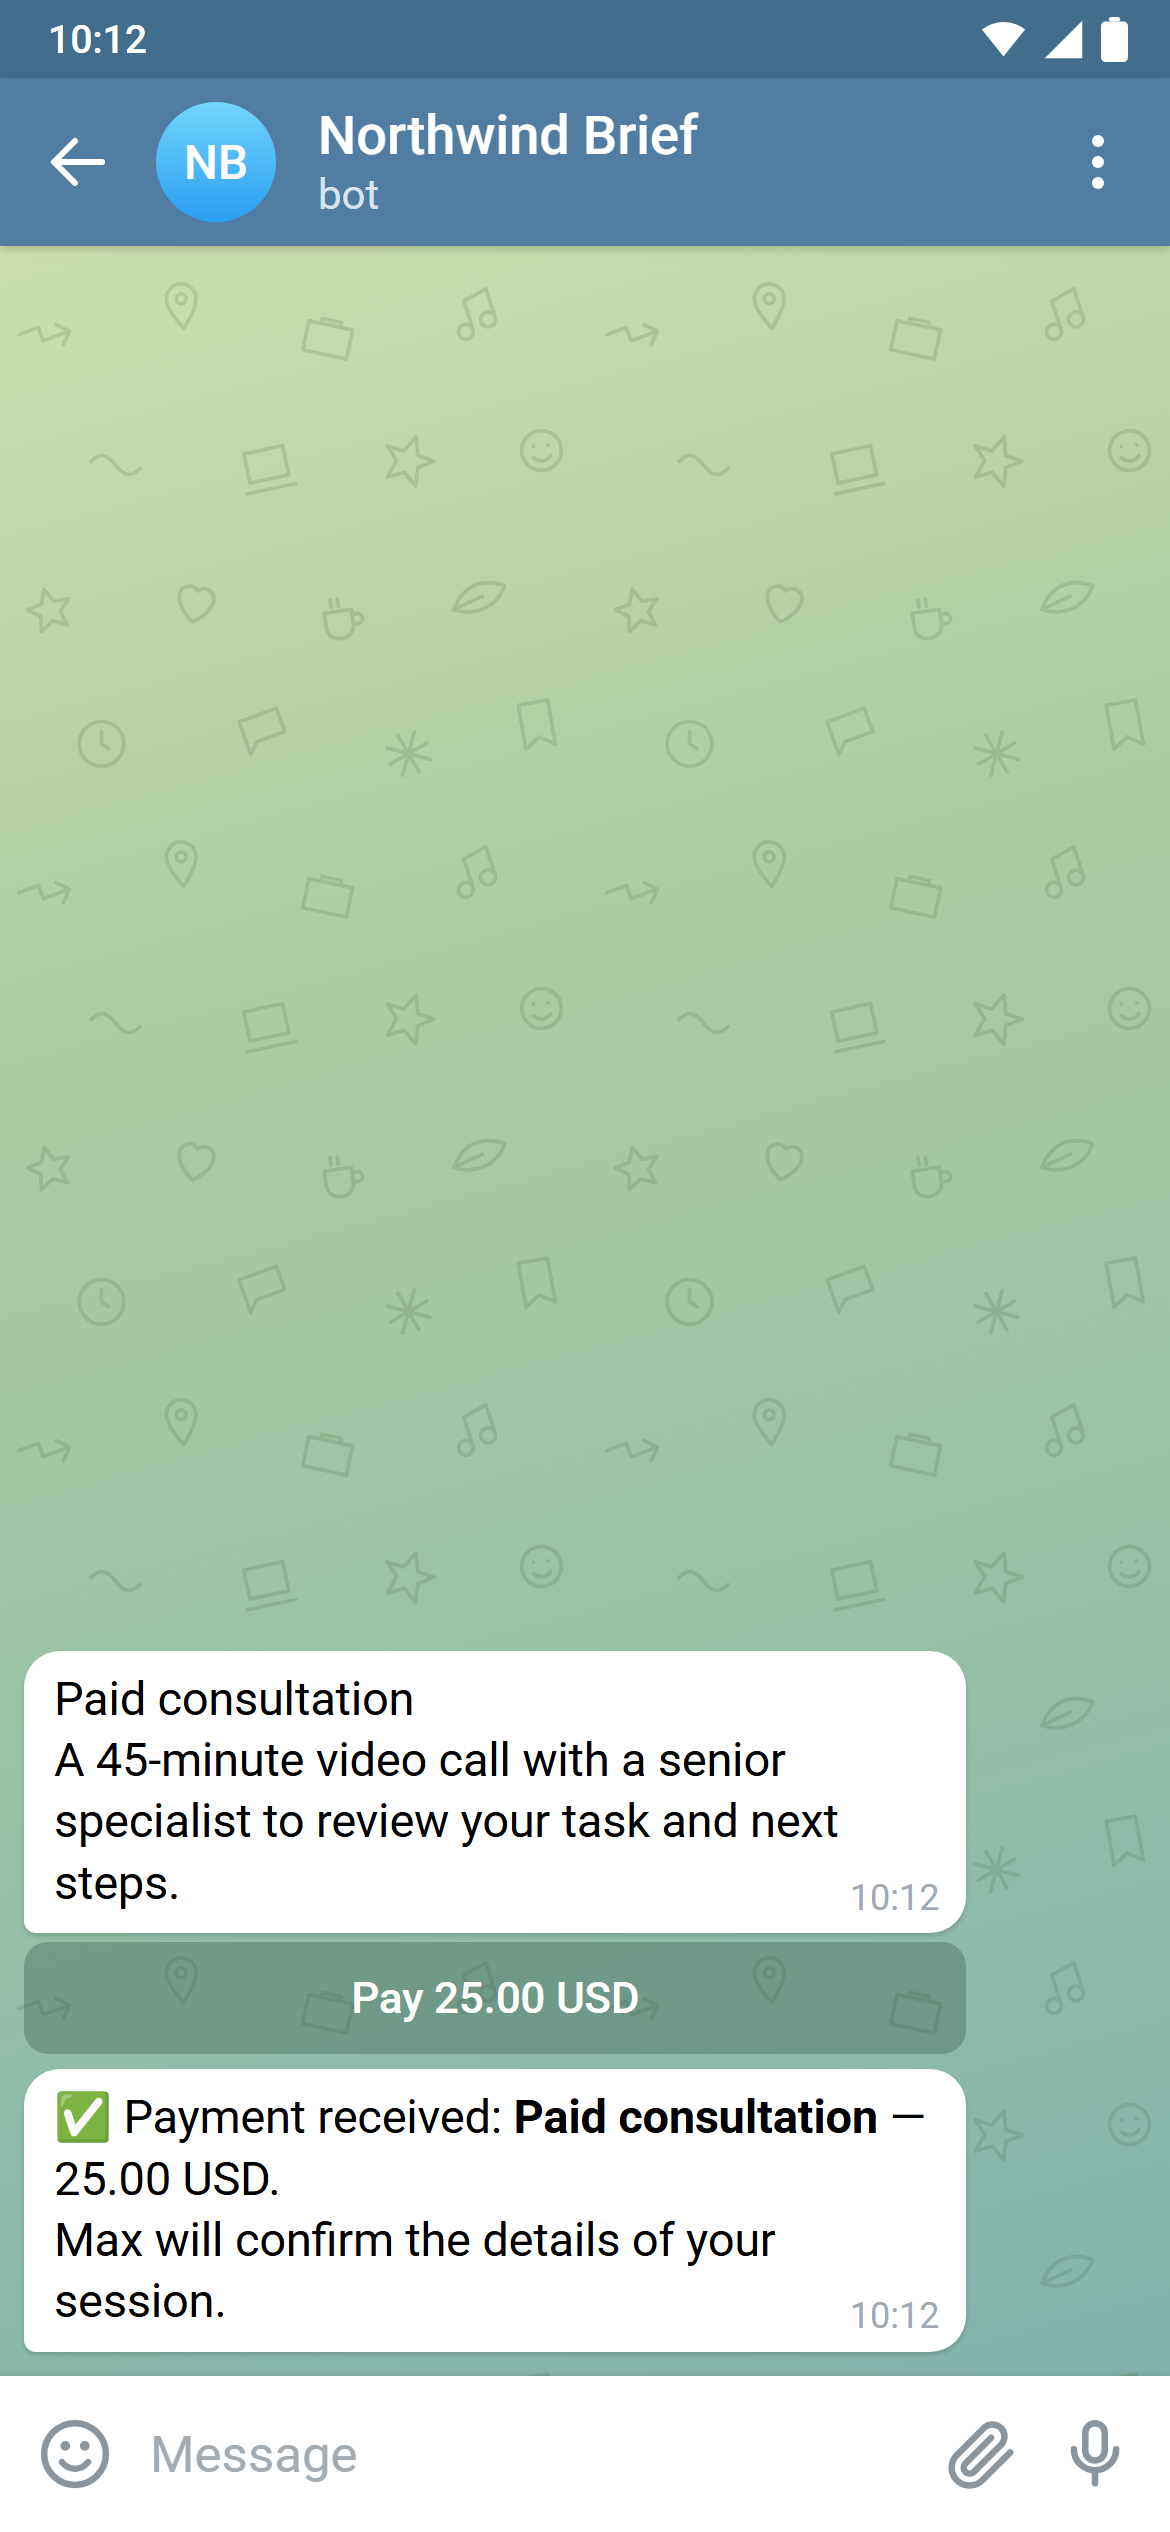 10:12
NB
Northwind Brief
bot
Paid consultation
A 45-minute video call with a senior
specialist to review your task and next
steps.
10:12
Pay 25.00 USD
✅ Payment received: Paid consultation —
25.00 USD.
Max will confirm the details of your
session.
10:12
Message